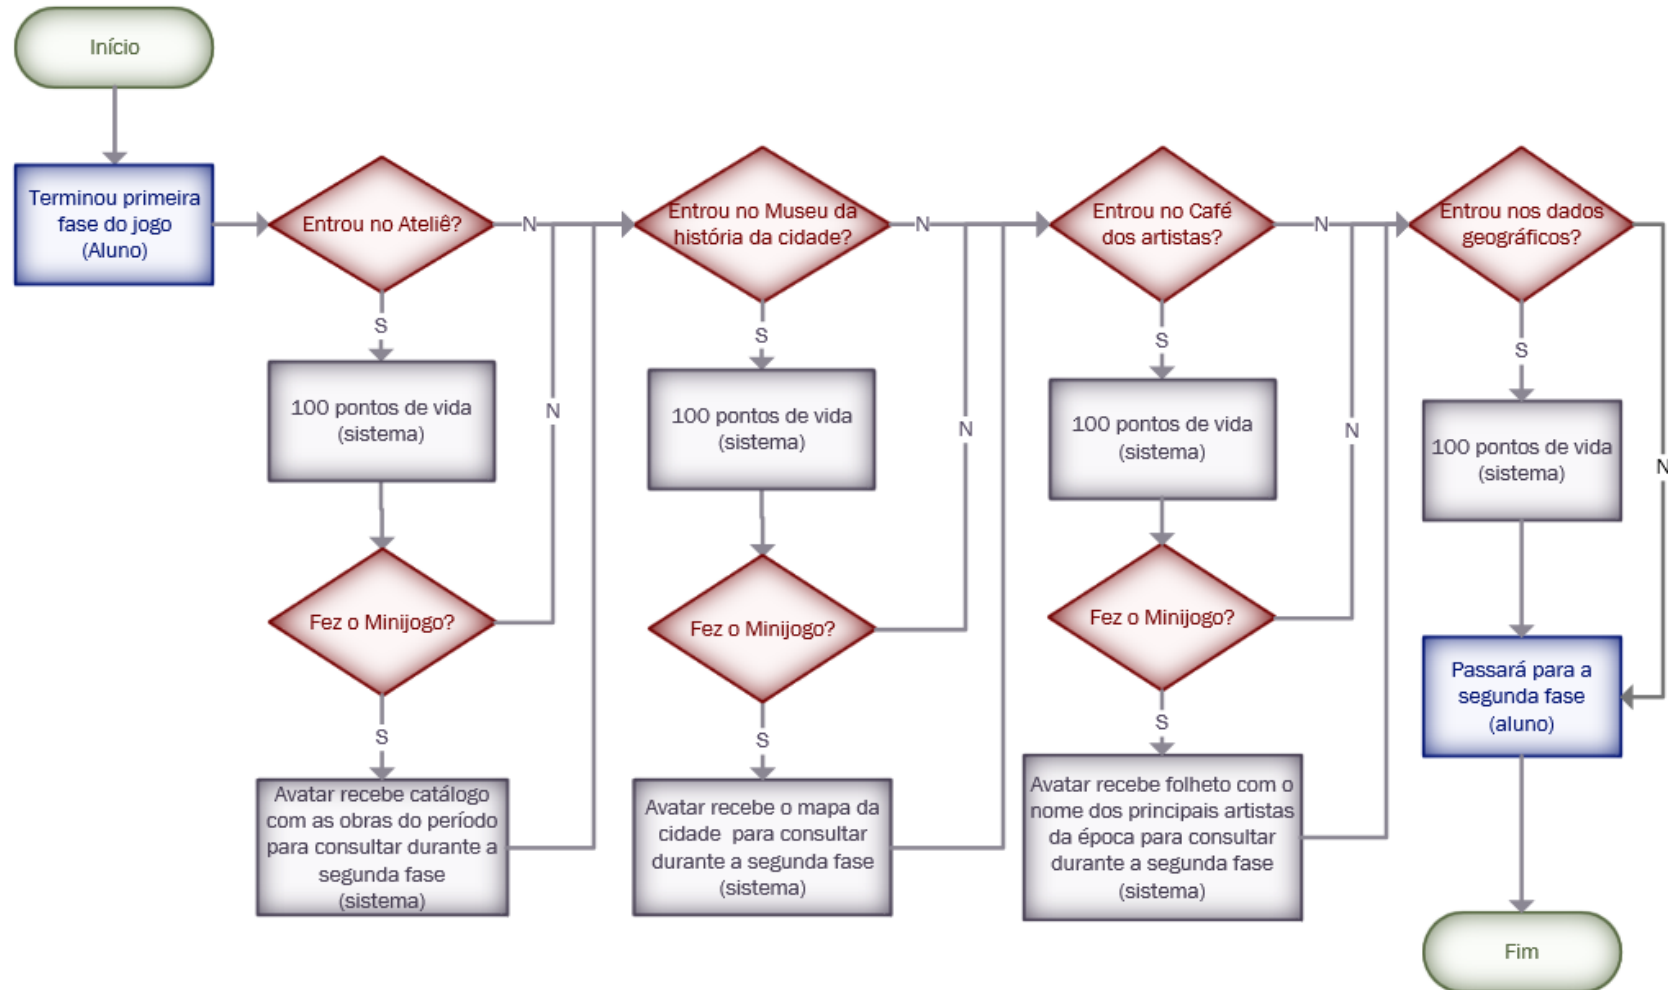 Início
Terminou primeira
fase do jogo
(Aluno)
Entrou no Ateliê?
N
S
100 pontos de vida
(sistema)
N
Fez o Minijogo?
S
Avatar recebe catálogo
com as obras do período
para consultar durante a
segunda fase
(sistema)
Entrou no Museu da
história da cidade?
N
S
100 pontos de vida
(sistema)
N
Fez o Minijogo?
S
Avatar recebe o mapa da
cidade para consultar
durante a segunda fase
(sistema)
Entrou no Café
dos artistas?
N
S
100 pontos de vida
(sistema)
N
Fez o Minijogo?
S
Avatar recebe folheto com o
nome dos principais artistas
da época para consultar
durante a segunda fase
(sistema)
Entrou nos dados
geográficos?
S
100 pontos de vida
(sistema)
N
Passará para a
segunda fase
(aluno)
Fim